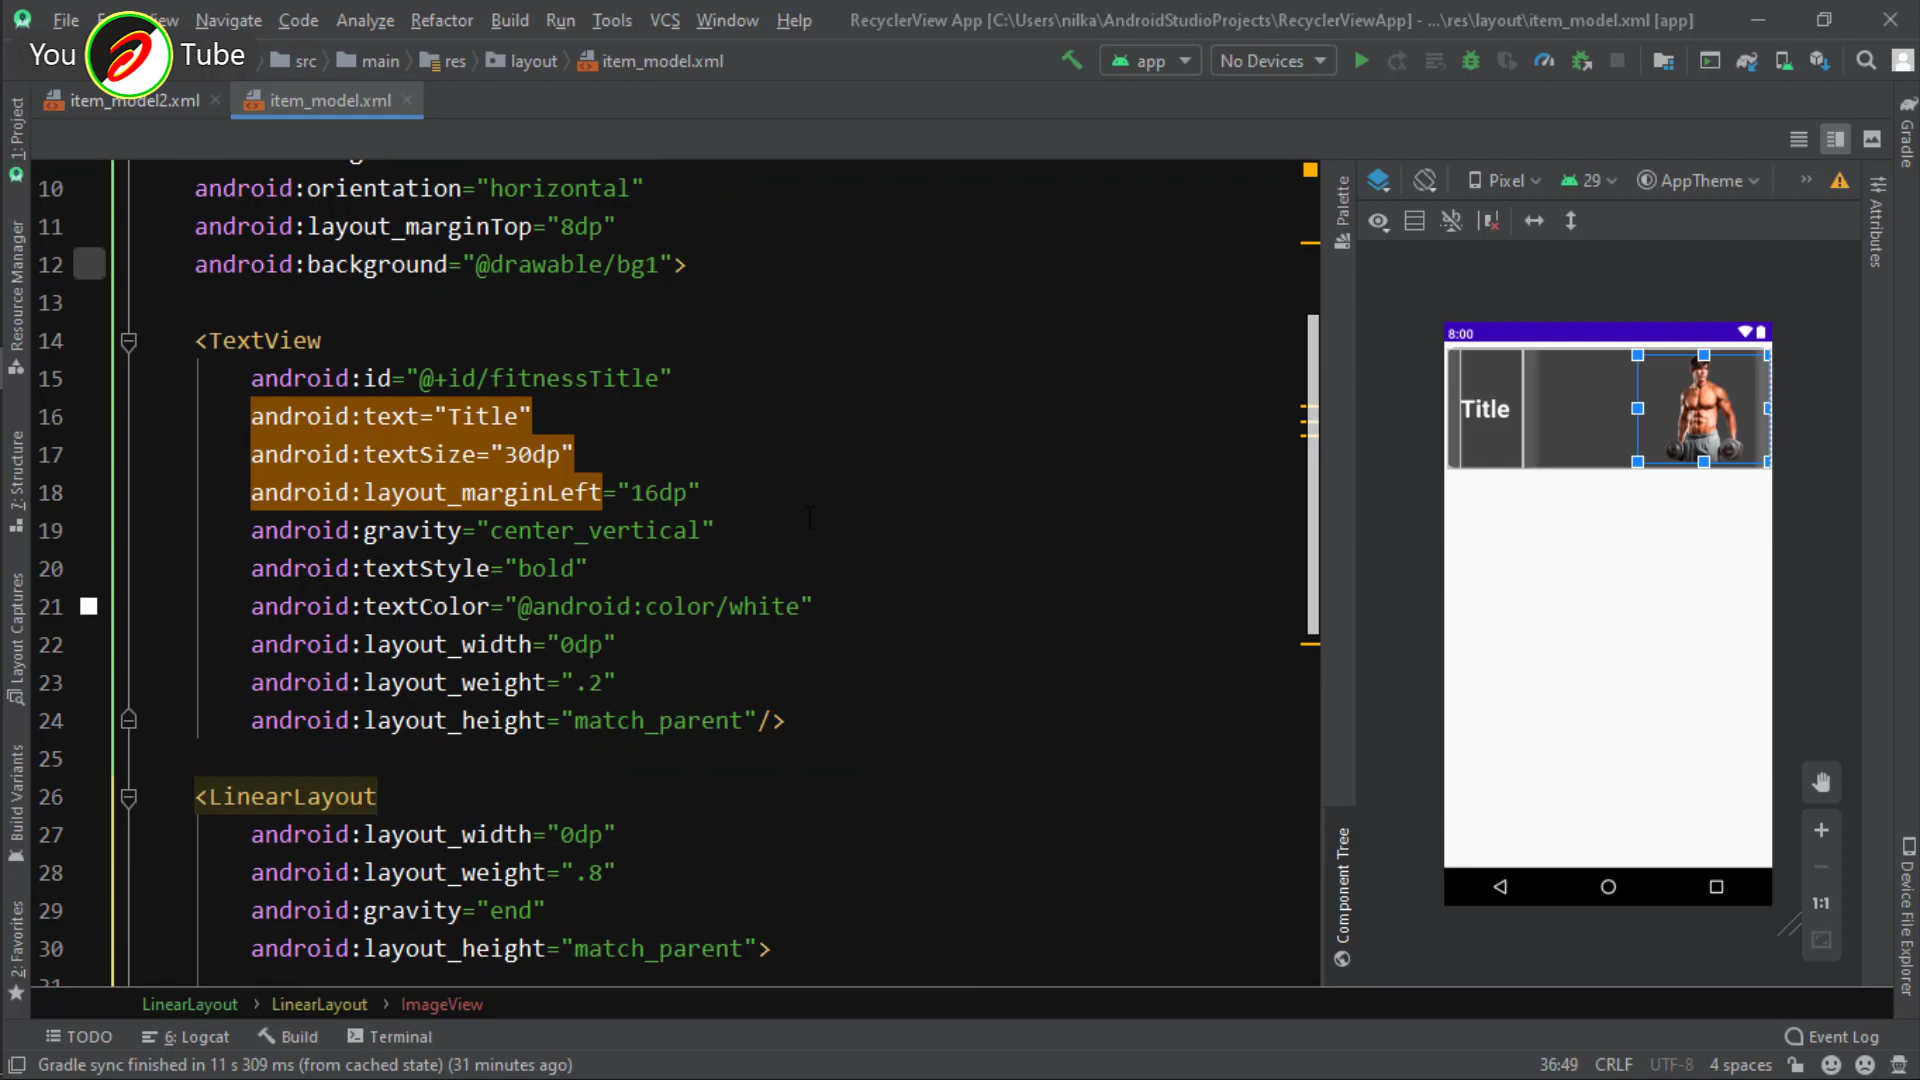 File View Navigate Code Analyze Refactor Build Run Tools VCS Window Help RecyclerView App [C:\Users\nilka\AndroidStudioProjects\RecyclerViewApp] - ...\res\layout\item_model.xml [app]
You Tube
src main res layout item_model.xml app No Devices
item_model2.xml item_model.xml
1: Project
Resource Manager
7: Structure
Layout Captures
Build Variants
2: Favorites
10 android:orientation="horizontal"
11 android:layout_marginTop="8dp"
12 android:background="@drawable/bg1">
13
14 <TextView
15 android:id="@+id/fitnessTitle"
16 android:text="Title"
17 android:textSize="30dp"
18 android:layout_marginLeft="16dp"
19 android:gravity="center_vertical"
20 android:textStyle="bold"
21 android:textColor="@android:color/white"
22 android:layout_width="0dp"
23 android:layout_weight=".2"
24 android:layout_height="match_parent"/>
25
26 <LinearLayout
27 android:layout_width="0dp"
28 android:layout_weight=".8"
29 android:gravity="end"
30 android:layout_height="match_parent">
Palette
Component Tree
Pixel 29 AppTheme
8:00
Title
1:1
Gradle
Attributes
Device File Explorer
LinearLayout > LinearLayout > ImageView
TODO 6: Logcat Build Terminal Event Log
Gradle sync finished in 11 s 309 ms (from cached state) (31 minutes ago) 36:49 CRLF UTF-8 4 spaces